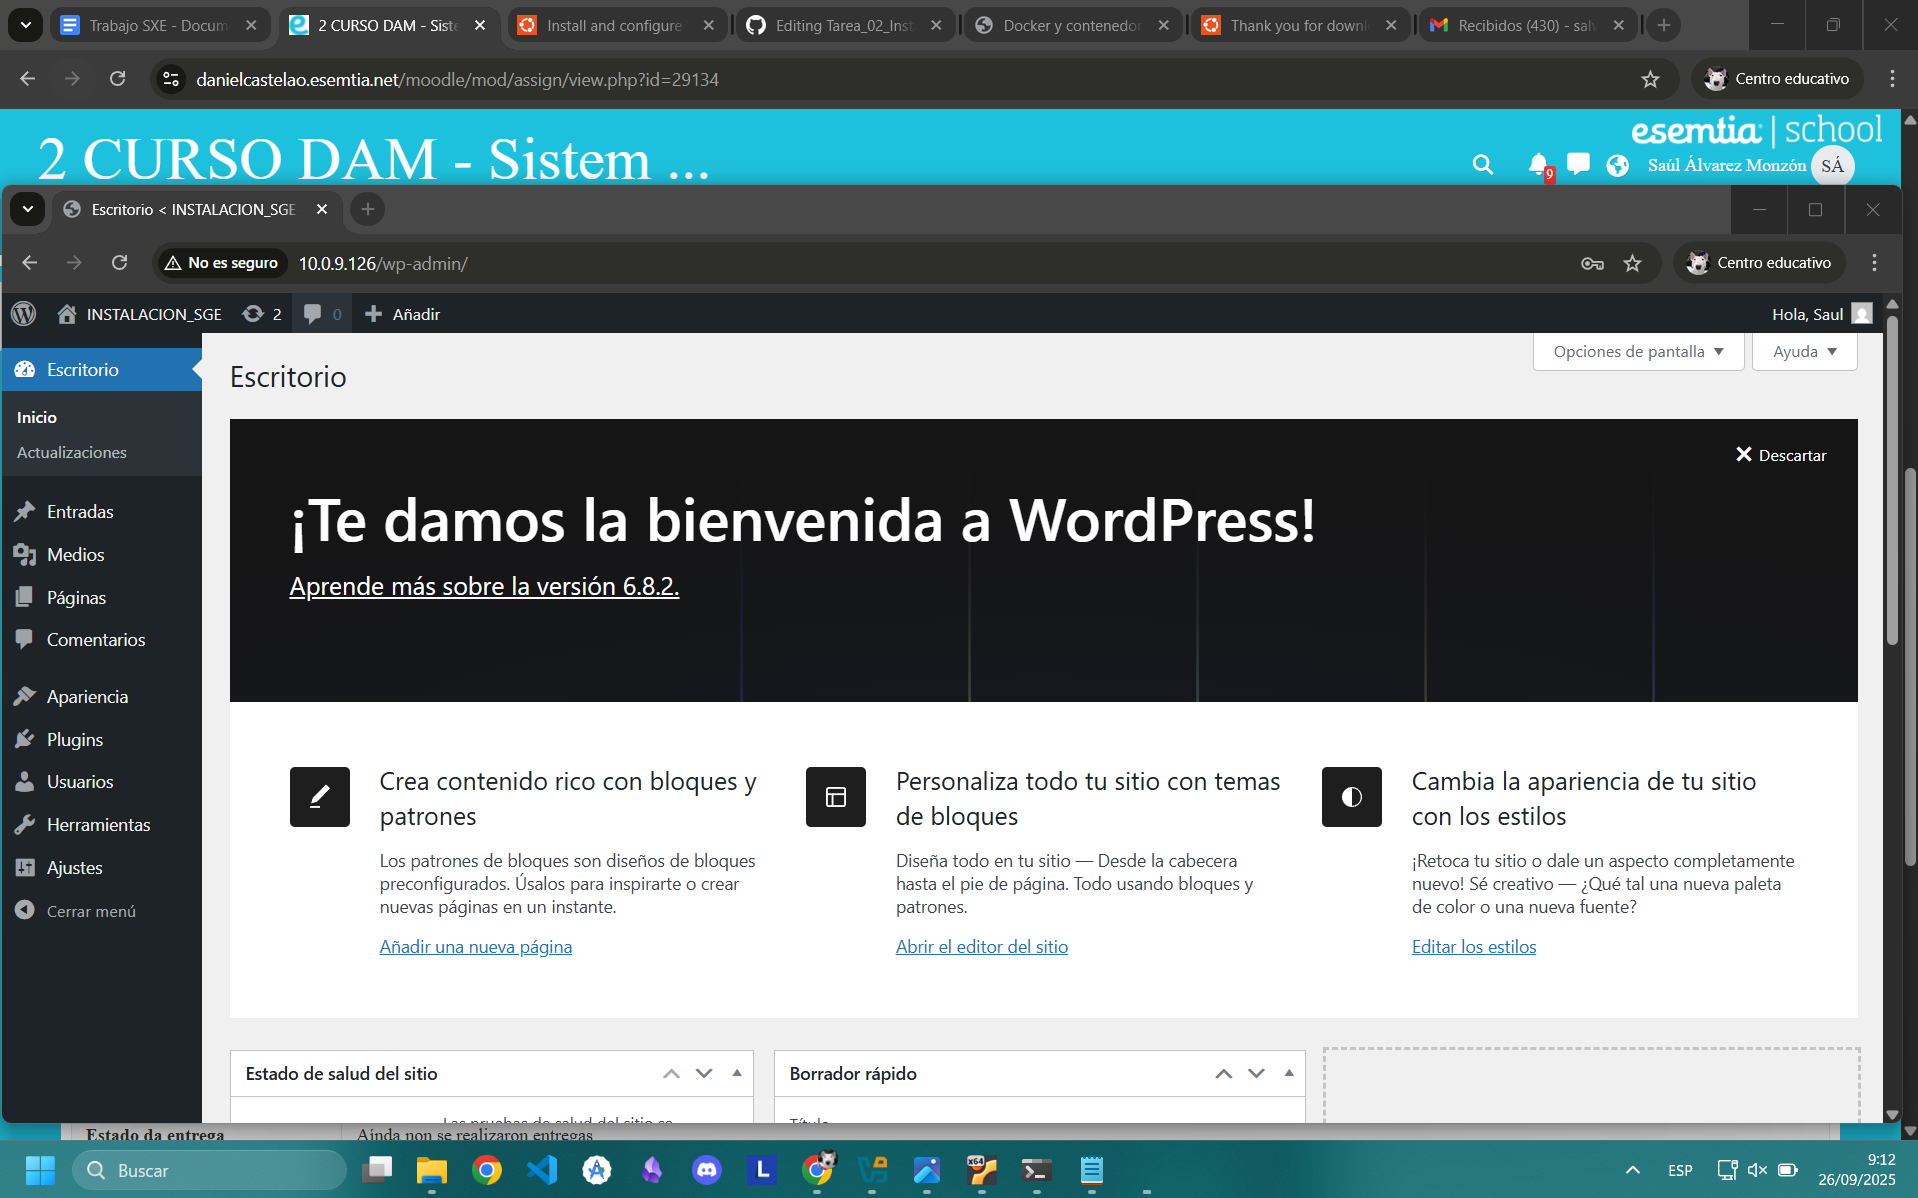 Trabajo SXE - Docum
2 CURSO DAM - Siste
Install and configure
Editing Tarea_02_Inst
Docker y contenedor
Thank you for downl
Recibidos (430) - sal
danielcastelao.esemtia.net/moodle/mod/assign/view.php?id=29134
Centro educativo
esemtia | school
2 CURSO DAM - Sistem ...
9
Saúl Álvarez Monzón
SÁ
Escritorio < INSTALACION_SGE
No es seguro
10.0.9.126/wp-admin/
Centro educativo
INSTALACION_SGE
2
0
Añadir
Hola, Saul
Opciones de pantalla
Ayuda
Escritorio
Inicio
Actualizaciones
Entradas
Medios
Páginas
Comentarios
Apariencia
Plugins
Usuarios
Herramientas
Ajustes
Cerrar menú
Escritorio
Descartar
¡Te damos la bienvenida a WordPress!
Aprende más sobre la versión 6.8.2.
Crea contenido rico con bloques y
patrones
Los patrones de bloques son diseños de bloques
preconfigurados. Úsalos para inspirarte o crear
nuevas páginas en un instante.
Añadir una nueva página
Personaliza todo tu sitio con temas
de bloques
Diseña todo en tu sitio — Desde la cabecera
hasta el pie de página. Todo usando bloques y
patrones.
Abrir el editor del sitio
Cambia la apariencia de tu sitio
con los estilos
¡Retoca tu sitio o dale un aspecto completamente
nuevo! Sé creativo — ¿Qué tal una nueva paleta
de color o una nueva fuente?
Editar los estilos
Estado de salud del sitio
Las pruebas de salud del sitio se
Borrador rápido
Título
Estado da entrega
Aínda non se realizaron entregas
Buscar
L
x64
ESP
9:12
26/09/2025